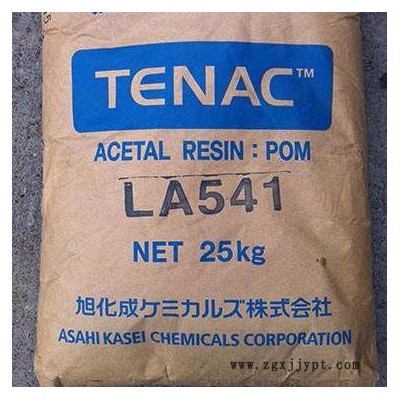 TENAC™
ACETAL RESIN : POM
LA541
NET 25kg
旭化成ケミカルズ株式会社
ASAHI KASEI CHEMICALS CORPORATION
www.zgxjjypt.com